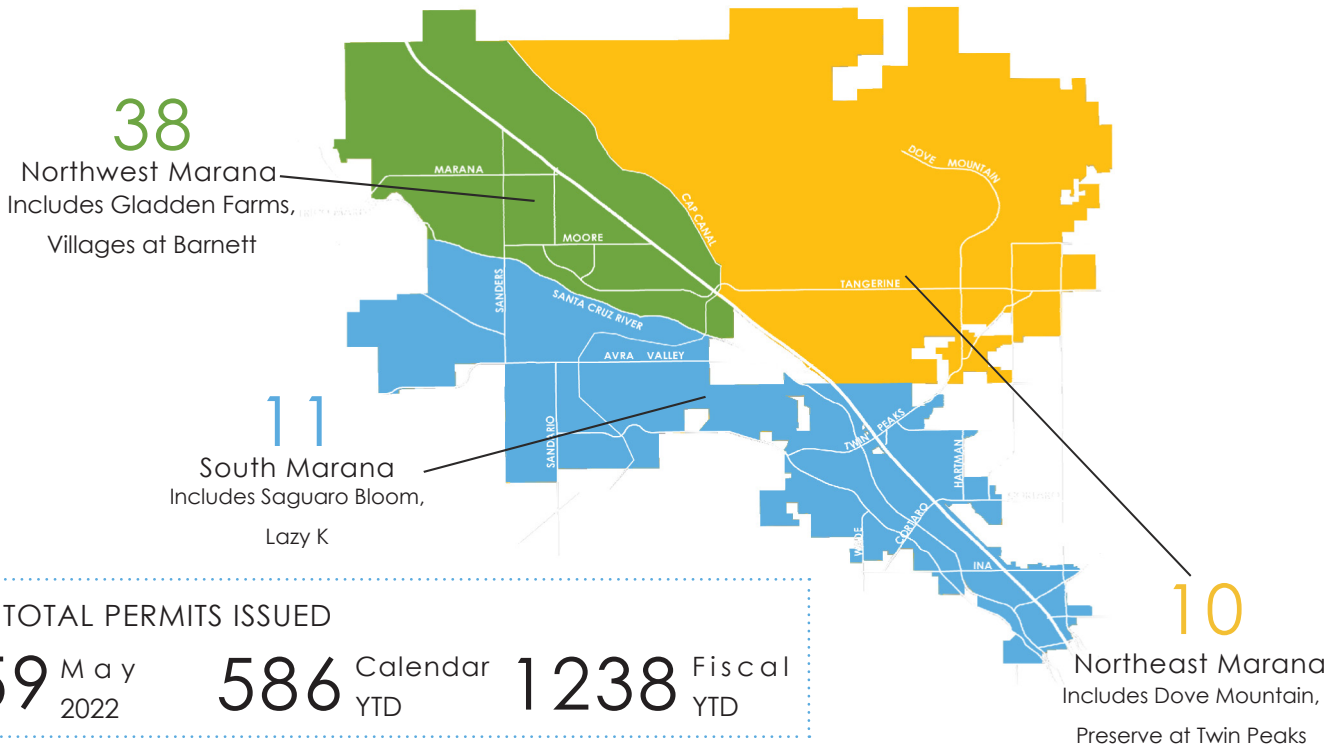 38
Northwest Marana
Includes Gladden Farms,
Villages at Barnett
MARANA
MOORE
SANDERS
CAP CANAL
DOVE MOUNTAIN
TANGERINE
SANTA CRUZ RIVER
AVRA VALLEY
11
South Marana
Includes Saguaro Bloom,
Lazy K
SANDARIO
TWIN PEAKS
HARTMAN
CORTARO
WADE
INA
10
Northeast Marana
Includes Dove Mountain,
Preserve at Twin Peaks
TOTAL PERMITS ISSUED
59 May 2022
586 Calendar YTD
1238 Fiscal YTD